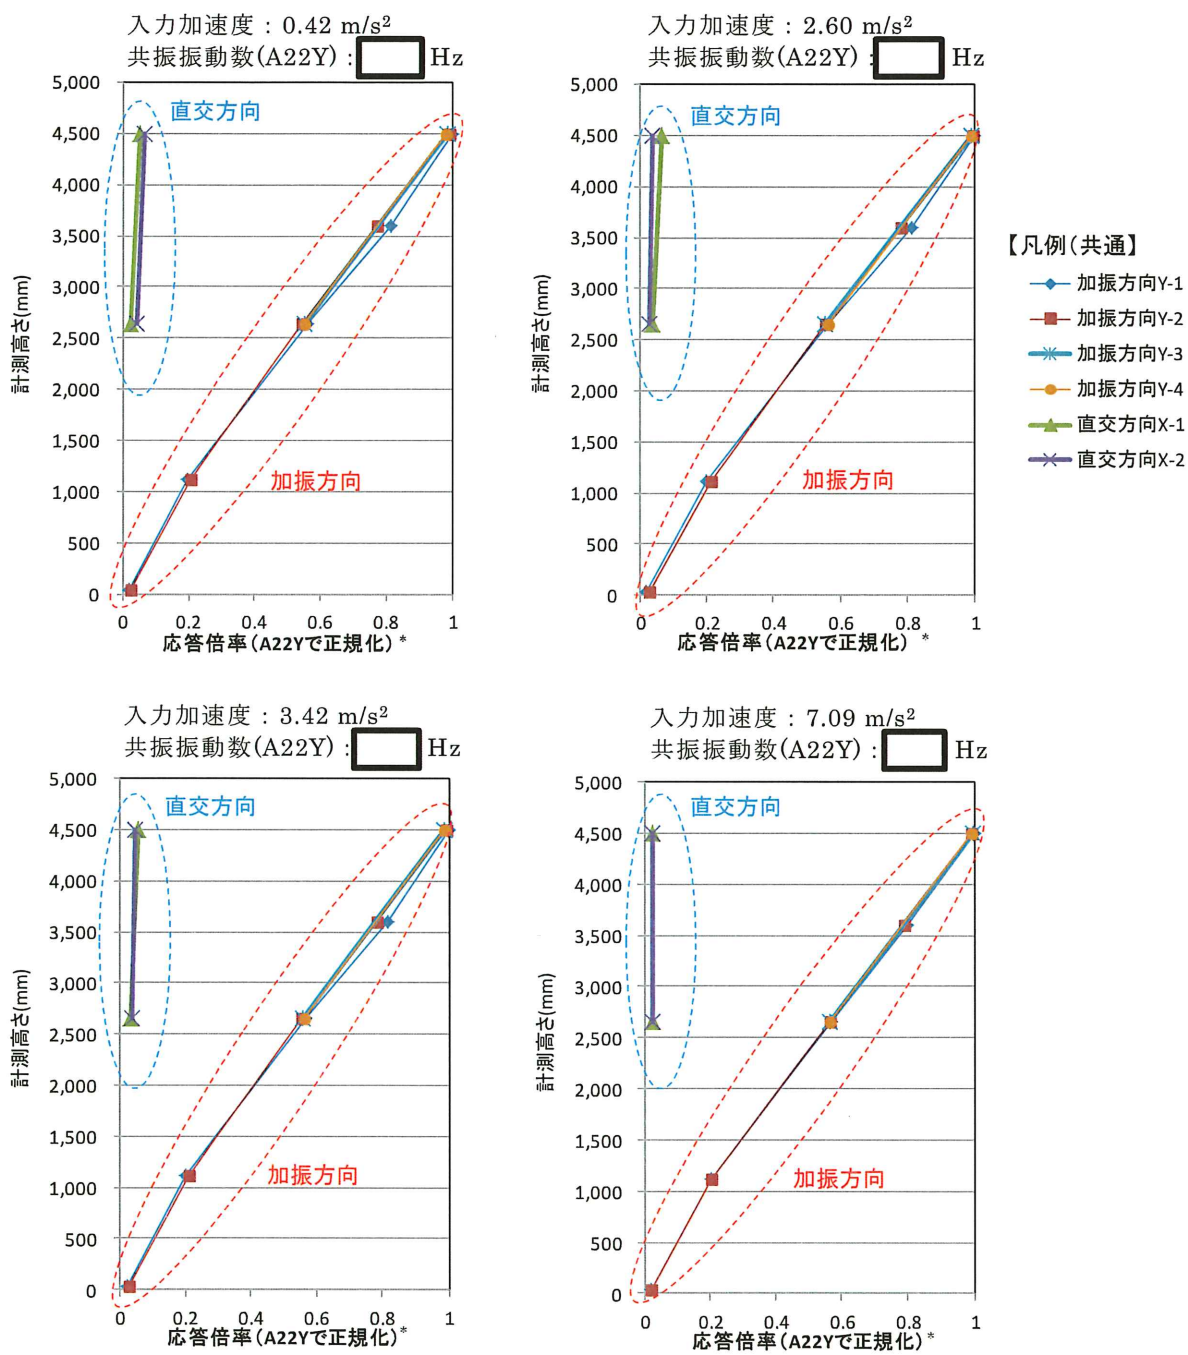 入力加速度：0.42 m/s²
共振振動数(A22Y)：
Hz
5,000
4,500
4,000
3,500
3,000
2,500
2,000
1,500
1,000
500
0
計測高さ(mm)
直交方向
加振方向
0 0.2 0.4 0.6 0.8 1
応答倍率(A22Yで正規化)*
入力加速度：2.60 m/s²
共振振動数(A22Y)：
Hz
5,000
4,500
4,000
3,500
3,000
2,500
2,000
1,500
1,000
500
0
計測高さ(mm)
直交方向
加振方向
0 0.2 0.4 0.6 0.8 1
応答倍率(A22Yで正規化)*
【凡例(共通】
加振方向Y-1
加振方向Y-2
加振方向Y-3
加振方向Y-4
直交方向X-1
直交方向X-2
入力加速度：3.42 m/s²
共振振動数(A22Y)：
Hz
5,000
4,500
4,000
3,500
3,000
2,500
2,000
1,500
1,000
500
0
計測高さ(mm)
直交方向
加振方向
0 0.2 0.4 0.6 0.8 1
応答倍率(A22Yで正規化)*
入力加速度：7.09 m/s²
共振振動数(A22Y)：
Hz
5,000
4,500
4,000
3,500
3,000
2,500
2,000
1,500
1,000
500
0
計測高さ(mm)
直交方向
加振方向
0 0.2 0.4 0.6 0.8 1
応答倍率(A22Yで正規化)*